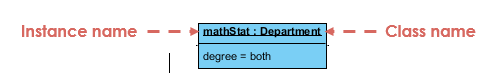 Instance name
mathStat : Department
Class name
degree = both